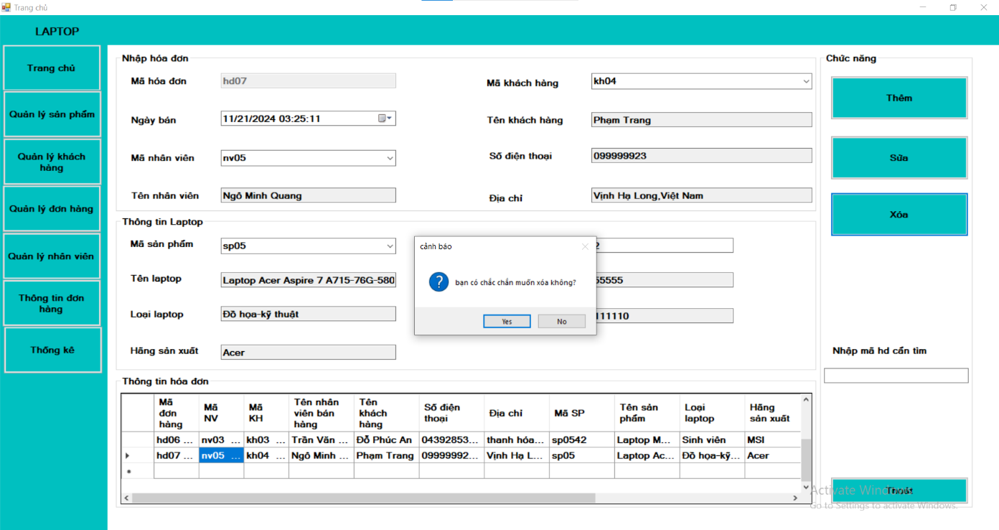 Trang chủ
LAPTOP
Trang chủ
Quản lý sản phẩm
Quản lý khách
hàng
Quản lý đơn hàng
Quản lý nhân viên
Thông tin đơn
hàng
Thống kê
Nhập hóa đơn
Mã hóa đơn
hd07
Mã khách hàng
kh04
Ngày bán
11/21/2024 03:25:11
Tên khách hàng
Phạm Trang
Mã nhân viên
nv05
Số điện thoại
099999923
Tên nhân viên
Ngô Minh Quang
Địa chỉ
Vịnh Hạ Long,Việt Nam
Thông tin Laptop
Mã sản phẩm
sp05
2
Tên laptop
Laptop Acer Aspire 7 A715-76G-580
55555
Loại laptop
Đồ họa-kỹ thuật
111110
Hãng sản xuất
Acer
cảnh báo
bạn có chắc chắn muốn xóa không?
Yes No
Thông tin hóa đơn
Mã đơn hàng Mã NV Mã KH Tên nhân viên bán hàng Tên khách hàng Số điện thoại Địa chỉ Mã SP Tên sản phẩm Loại laptop Hãng sản xuất
hd06 ... nv03 ... kh03 ... Trần Văn ... Đỗ Phúc An 04392853... thanh hóa... sp0542 Laptop M... Sinh viên MSI
hd07 ... nv05 ... kh04 ... Ngô Minh ... Phạm Trang 09999992... Vịnh Hạ L... sp05 Laptop Ac... Đồ họa-kỹ... Acer
Chức năng
Thêm
Sửa
Xóa
Nhập mã hd cần tìm
Thoát
Activate Windows
Go to Settings to activate Windows.